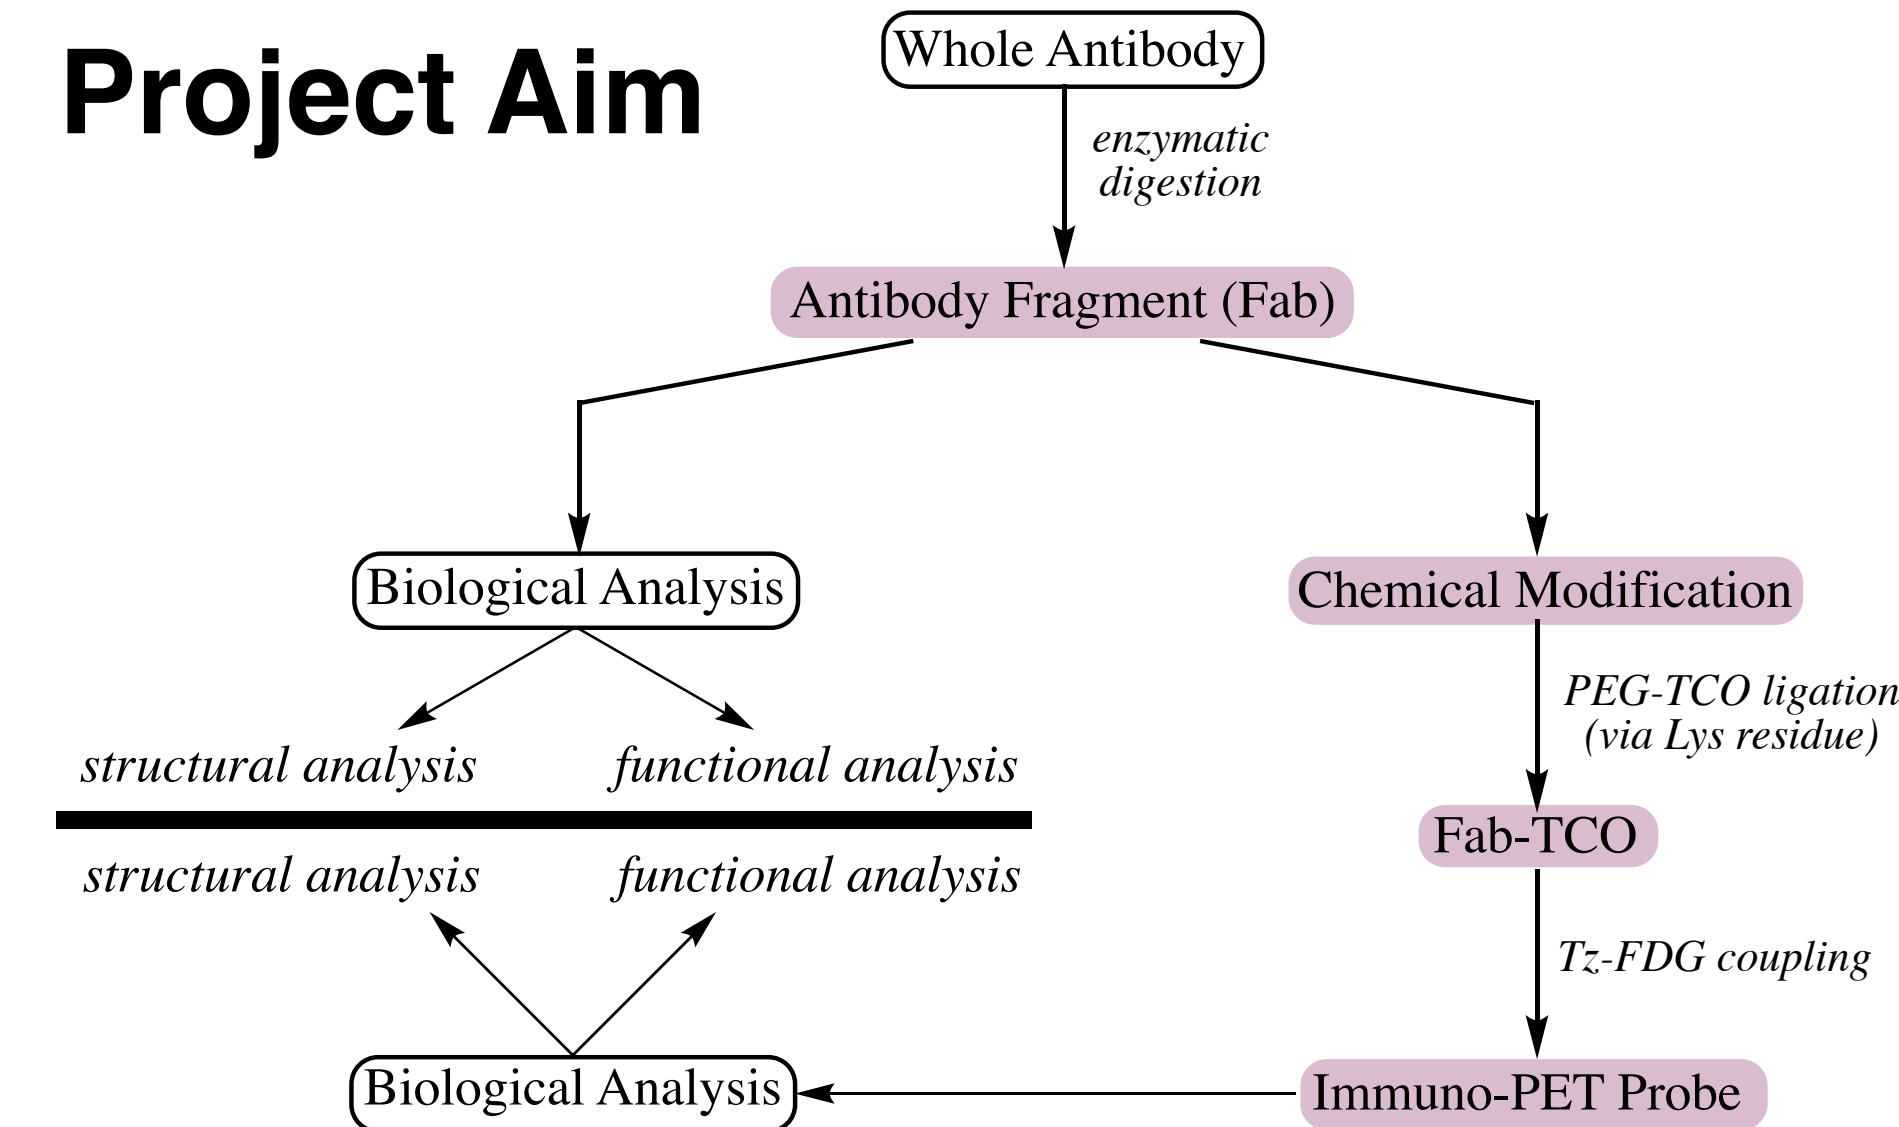 Project Aim
Whole Antibody
enzymatic
digestion
Antibody Fragment (Fab)
Biological Analysis
Chemical Modification
PEG-TCO ligation
(via Lys residue)
structural analysis
functional analysis
Fab-TCO
structural analysis
functional analysis
Tz-FDG coupling
Biological Analysis
Immuno-PET Probe